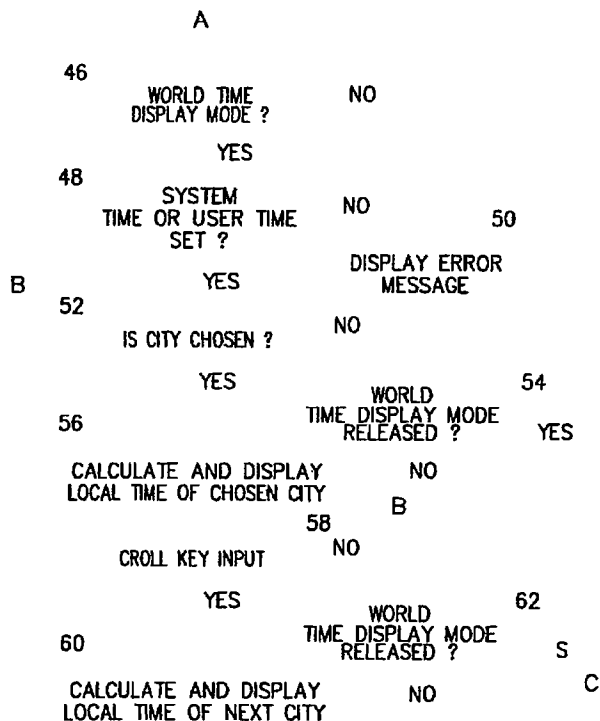 A
46
WORLD TIME
DISPLAY MODE ?
NO
YES
48
SYSTEM
TIME OR USER TIME
SET ?
NO
50
DISPLAY ERROR
MESSAGE
B
YES
52
IS CITY CHOSEN ?
NO
YES
54
WORLD
TIME DISPLAY MODE
RELEASED ?
YES
56
CALCULATE AND DISPLAY
LOCAL TIME OF CHOSEN CITY
NO
B
58
CROLL KEY INPUT
NO
YES
62
WORLD
TIME DISPLAY MODE
RELEASED ?
S
60
CALCULATE AND DISPLAY
LOCAL TIME OF NEXT CITY
NO
C